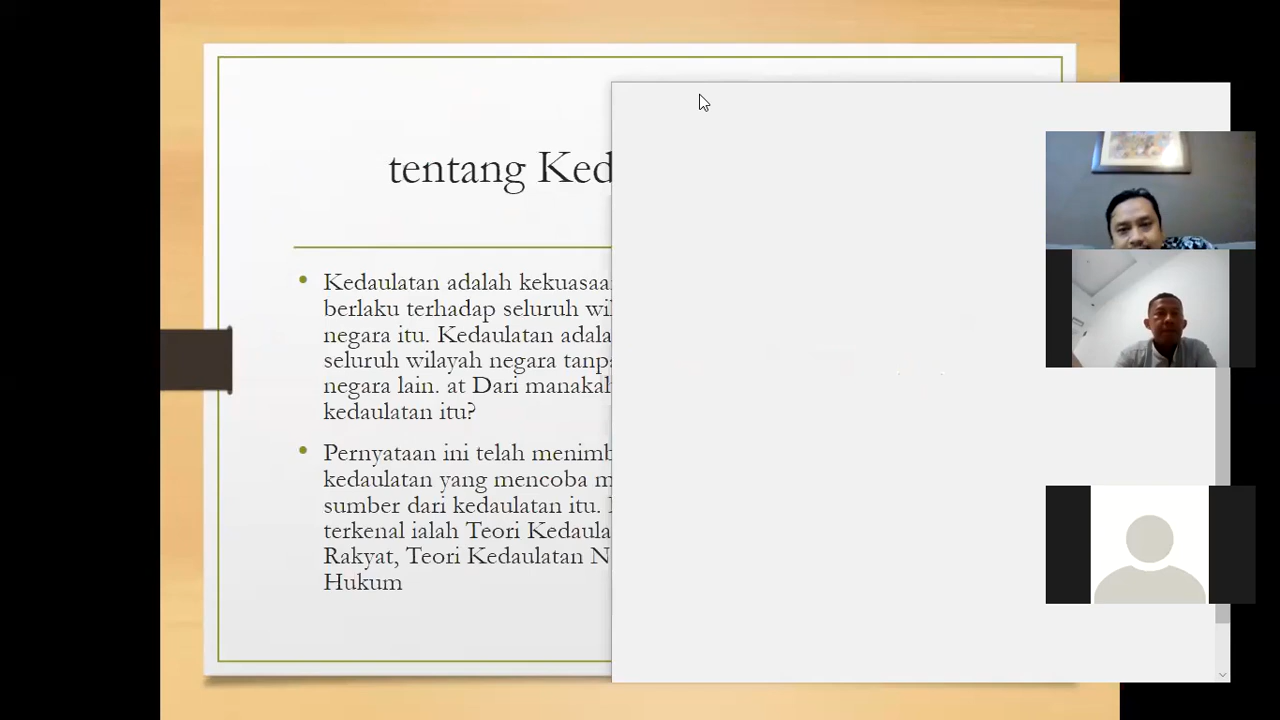 tentang Ked
Kedaulatan adalah kekuasaa
berlaku terhadap seluruh wil
negara itu. Kedaulatan adala
seluruh wilayah negara tanpa
negara lain. at Dari manakah
kedaulatan itu?
Pernyataan ini telah menimb
kedaulatan yang mencoba m
sumber dari kedaulatan itu.
terkenal ialah Teori Kedaula
Rakyat, Teori Kedaulatan N
Hukum